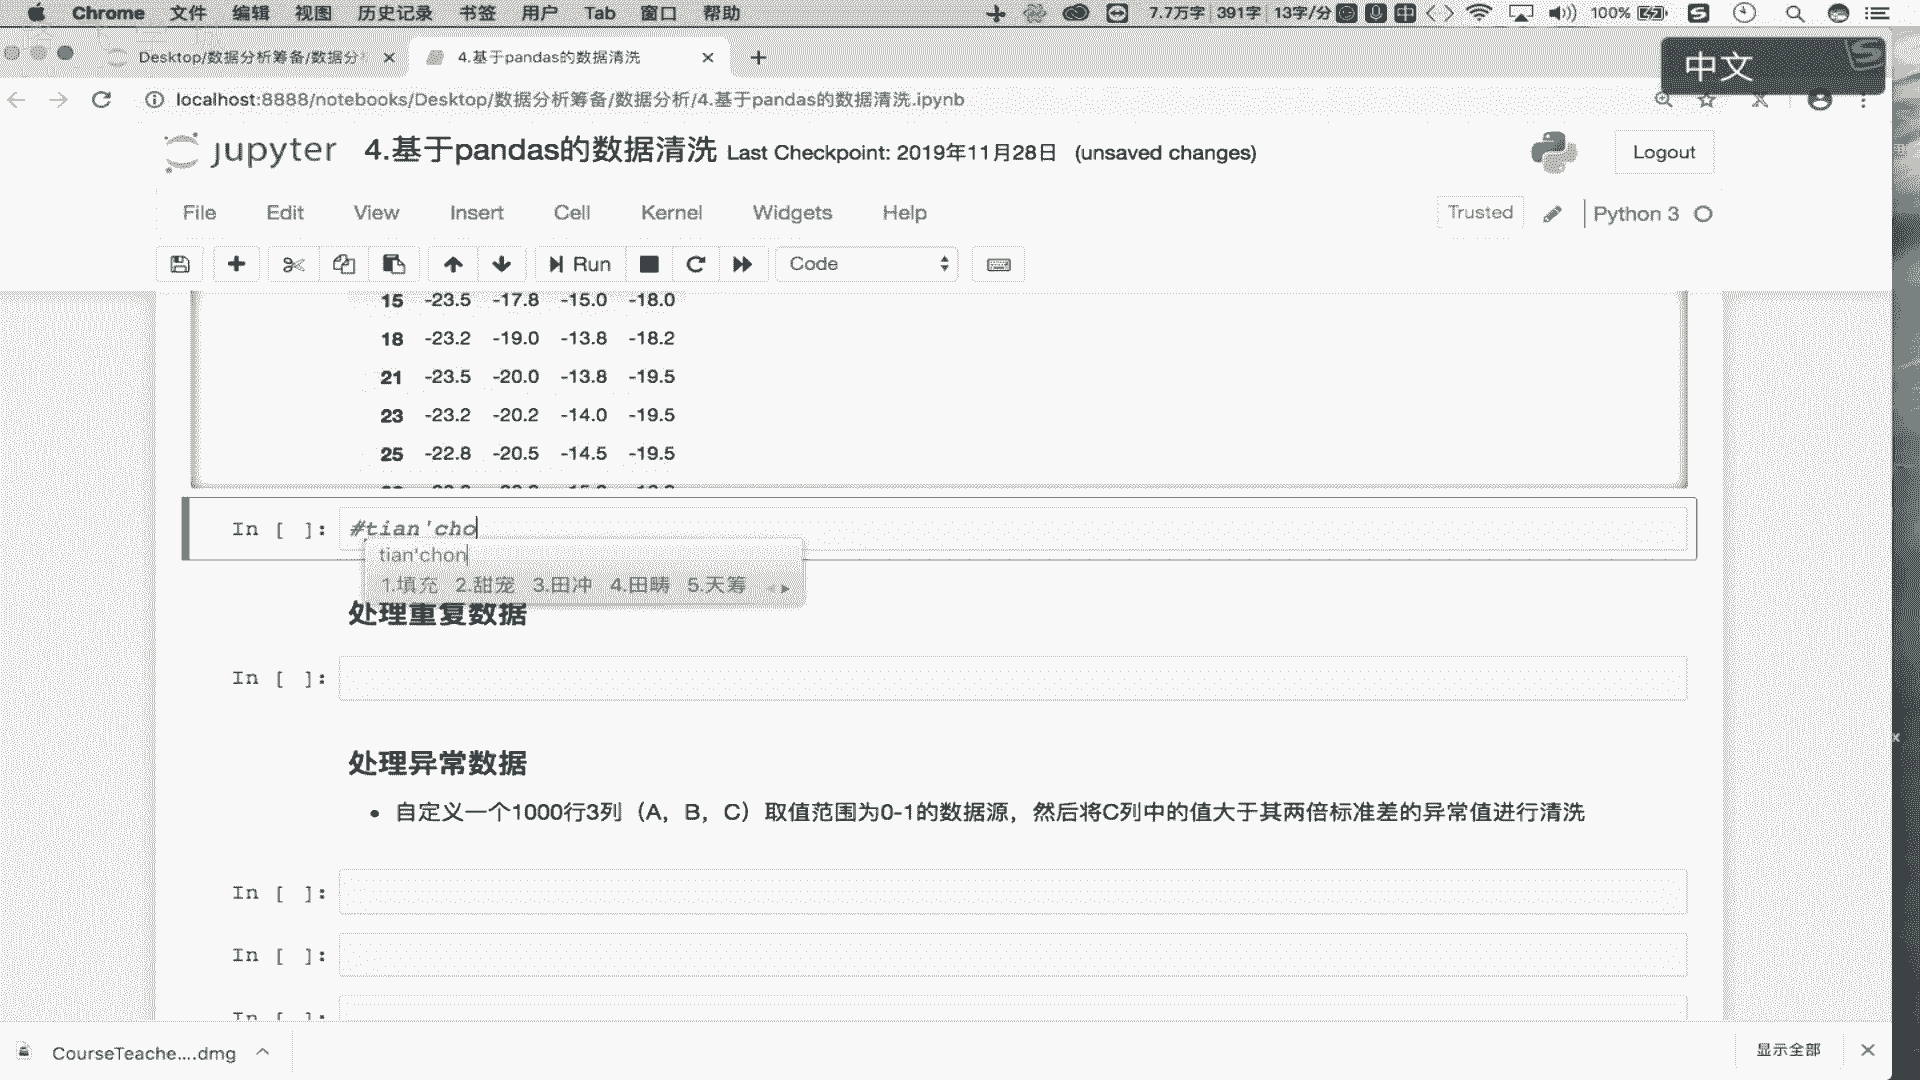 Chrome 文件 编辑 视图 历史记录 书签 用户 Tab 窗口 帮助 7.7万字 391字 13字/分 中 100%
Desktop/数据分析筹备/数据分 4.基于pandas的数据清洗
中文
localhost:8888/notebooks/Desktop/数据分析筹备/数据分析/4.基于pandas的数据清洗.ipynb
jupyter 4.基于pandas的数据清洗 Last Checkpoint: 2019年11月28日 (unsaved changes) Logout
File Edit View Insert Cell Kernel Widgets Help Trusted Python 3
Run Code
15 -23.5 -17.8 -15.0 -18.0
18 -23.2 -19.0 -13.8 -18.2
21 -23.5 -20.0 -13.8 -19.5
23 -23.2 -20.2 -14.0 -19.5
25 -22.8 -20.5 -14.5 -19.5
In [ ]: #tian'cho
tian'chon
1.填充 2.甜宠 3.田冲 4.田畴 5.天筹
处理重复数据
In [ ]:
处理异常数据
• 自定义一个1000行3列（A，B，C）取值范围为0-1的数据源，然后将C列中的值大于其两倍标准差的异常值进行清洗
In [ ]:
In [ ]:
In [ ]:
CourseTeache....dmg 显示全部